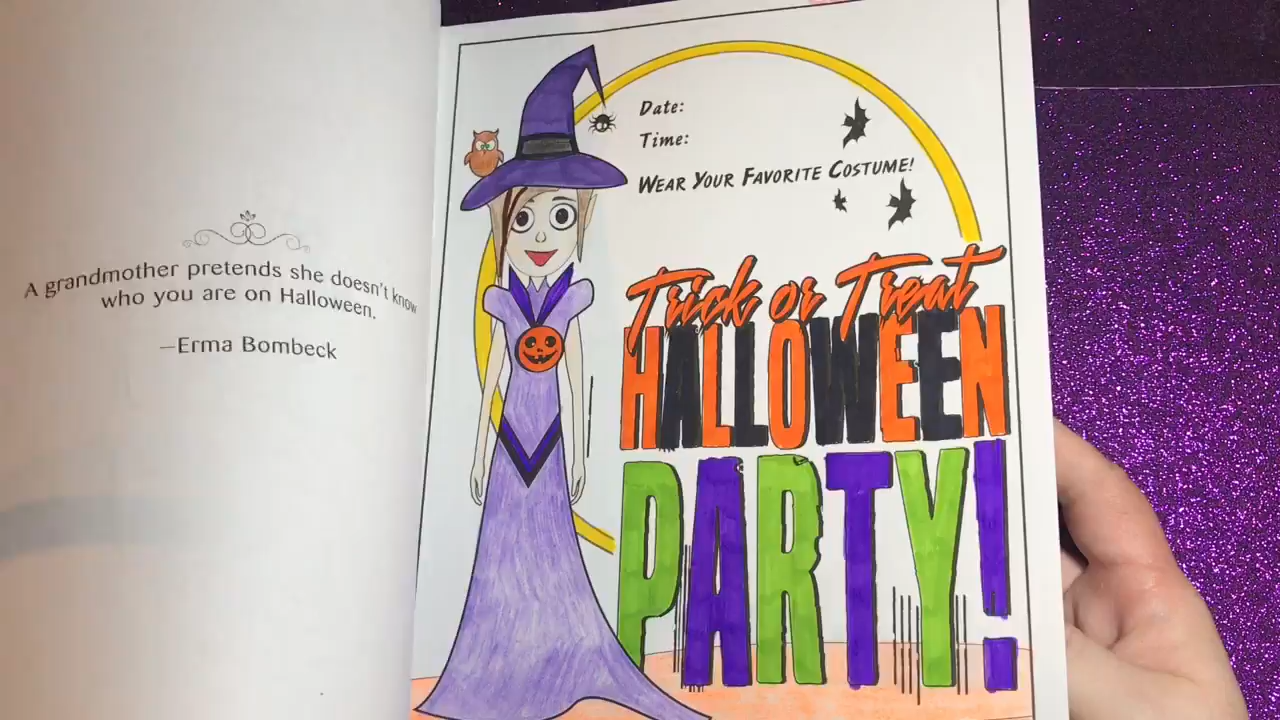 A grandmother pretends she doesn't know
who you are on Halloween.
—Erma Bombeck
Date:
Time:
WEAR YOUR FAVORITE COSTUME!
Trick or Treat
HALLOWEEN
PARTY!